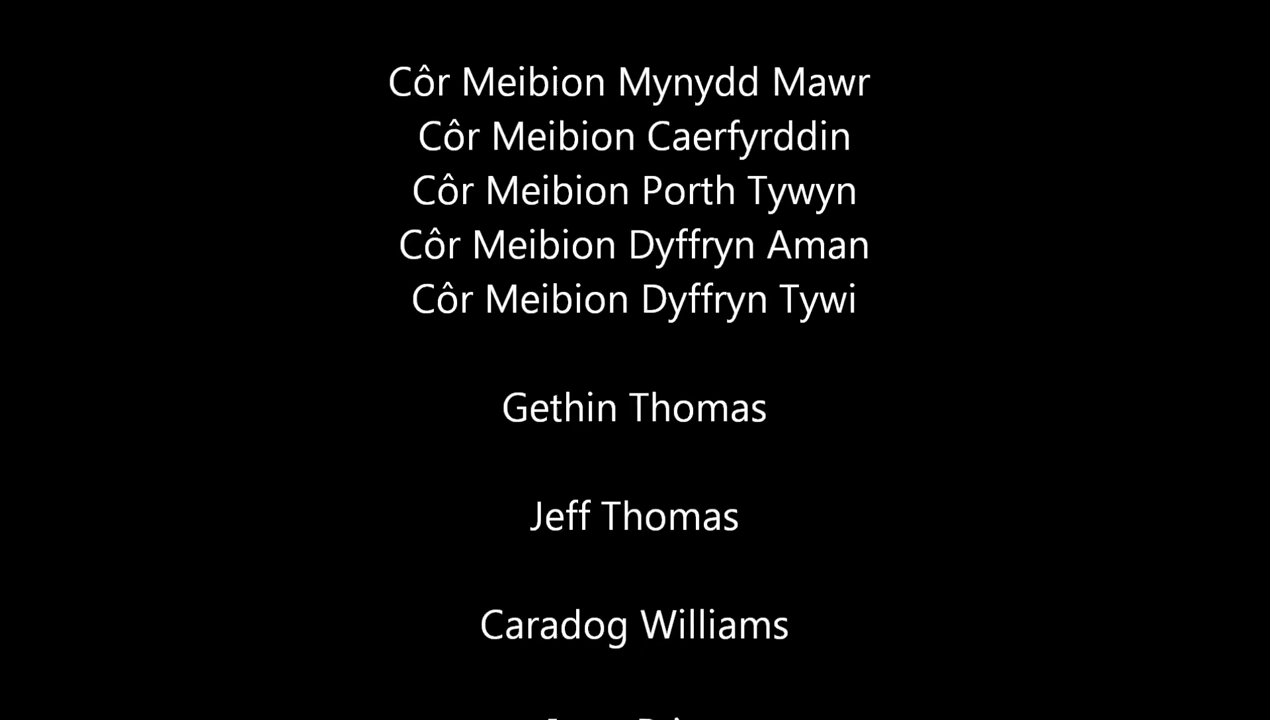 Côr Meibion Mynydd Mawr
Côr Meibion Caerfyrddin
Côr Meibion Porth Tywyn
Côr Meibion Dyffryn Aman
Côr Meibion Dyffryn Tywi
Gethin Thomas
Jeff Thomas
Caradog Williams